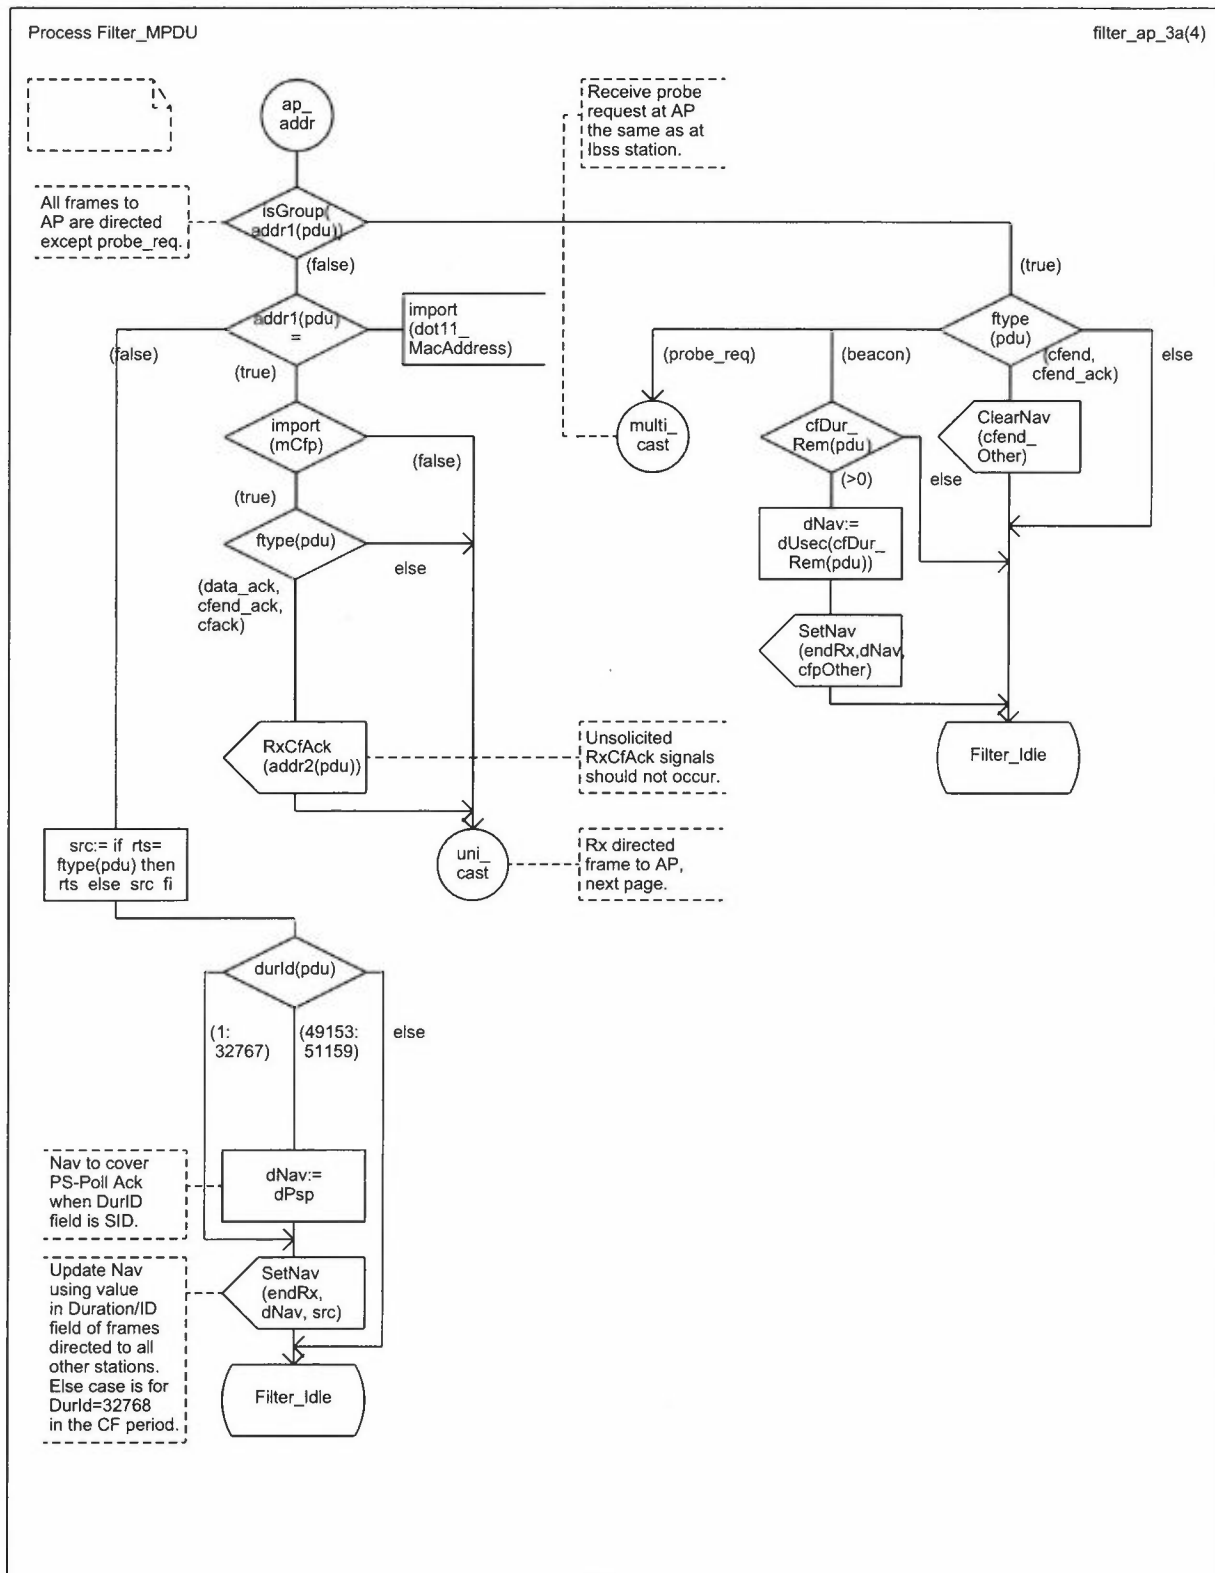 Process Filter_MPDU
filter_ap_3a(4)
ap_
addr
Receive probe
request at AP
the same as at
Ibss station.
All frames to
AP are directed
except probe_req.
isGroup(
addr1(pdu))
(false)
(true)
addr1(pdu)
=
import
(dot11_
MacAddress)
ftype
(pdu)
(false)
(true)
(probe_req)
(beacon)
(cfend,
cfend_ack)
else
import
(mCfp)
(false)
(true)
multi_
cast
cfDur_
Rem(pdu)
ClearNav
(cfend_
Other)
(>0)
else
ftype(pdu)
else
(data_ack,
cfend_ack,
cfack)
dNav:=
dUsec(cfDur_
Rem(pdu))
SetNav
(endRx,dNav,
cfpOther)
RxCfAck
(addr2(pdu))
Unsolicited
RxCfAck signals
should not occur.
Filter_Idle
src:= if rts=
ftype(pdu) then
rts else src fi
uni_
cast
Rx directed
frame to AP,
next page.
durId(pdu)
(1:
32767)
(49153:
51159)
else
Nav to cover
PS-Poll Ack
when DurID
field is SID.
dNav:=
dPsp
Update Nav
using value
in Duration/ID
field of frames
directed to all
other stations.
Else case is for
DurId=32768
in the CF period.
SetNav
(endRx,
dNav, src)
Filter_Idle